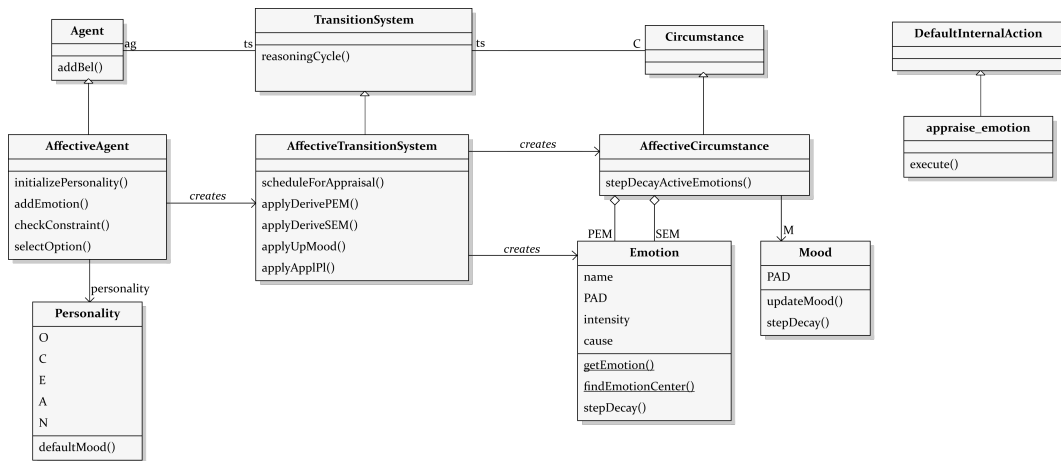 Agent
addBel()
ag
ts
TransitionSystem
reasoningCycle()
ts
C
Circumstance
DefaultInternalAction
AffectiveAgent
initializePersonality()
addEmotion()
checkConstraint()
selectOption()
creates
AffectiveTransitionSystem
scheduleForAppraisal()
applyDerivePEM()
applyDeriveSEM()
applyUpMood()
applyApplPl()
creates
creates
AffectiveCircumstance
stepDecayActiveEmotions()
appraise_emotion
execute()
personality
PEM
SEM
M
Personality
O
C
E
A
N
defaultMood()
Emotion
name
PAD
intensity
cause
getEmotion()
findEmotionCenter()
stepDecay()
Mood
PAD
updateMood()
stepDecay()